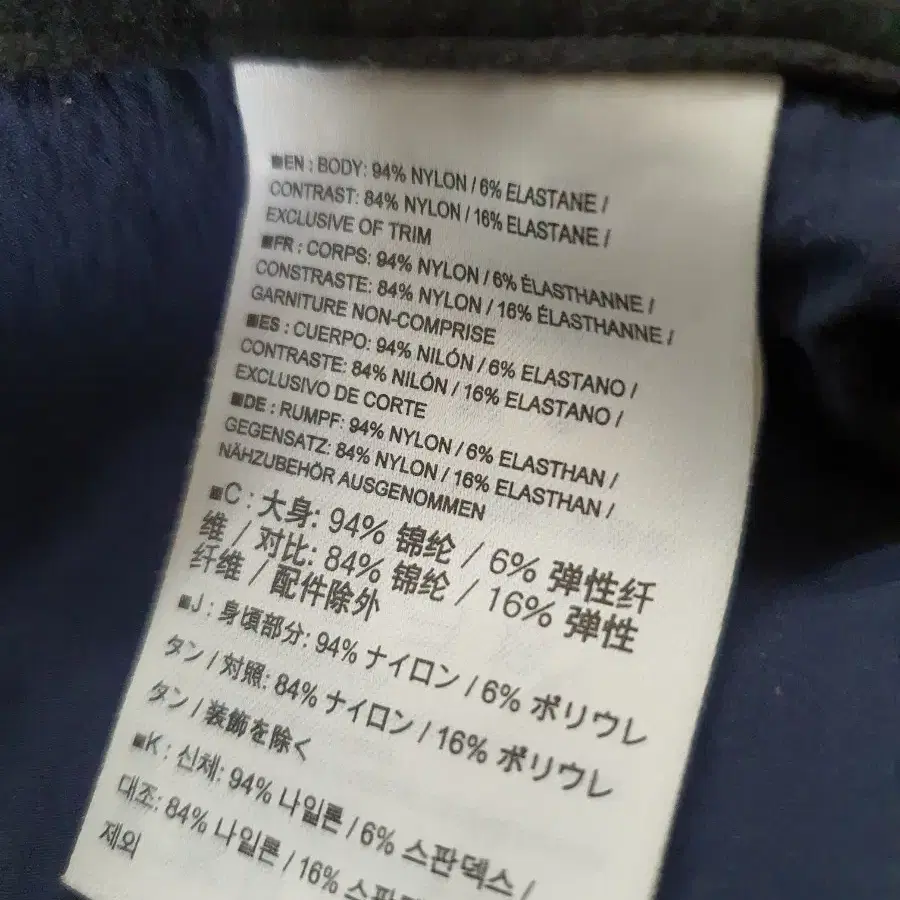 ■EN : BODY: 94% NYLON / 6% ELASTANE /
CONTRAST: 84% NYLON / 16% ELASTANE /
EXCLUSIVE OF TRIM
■FR : CORPS: 94% NYLON / 6% ÉLASTHANNE /
CONSTRASTE: 84% NYLON / 16% ÉLASTHANNE /
GARNITURE NON-COMPRISE
■ES : CUERPO: 94% NILÓN / 6% ELASTANO /
CONTRASTE: 84% NILÓN / 16% ELASTANO /
EXCLUSIVO DE CORTE
■DE : RUMPF: 94% NYLON / 6% ELASTHAN /
GEGENSATZ: 84% NYLON / 16% ELASTHAN /
NÄHZUBEHÖR AUSGENOMMEN
■C : 大身: 94% 锦纶 / 6% 弹性纤
维 / 对比: 84% 锦纶 / 16% 弹性
纤维 / 配件除外
■J : 身頃部分: 94% ナイロン / 6% ポリウレ
タン / 対照: 84% ナイロン / 16% ポリウレ
タン / 装飾を除く
■K : 신체: 94% 나일론 / 6% 스판덱스 /
대조: 84% 나일론 / 16%
제외